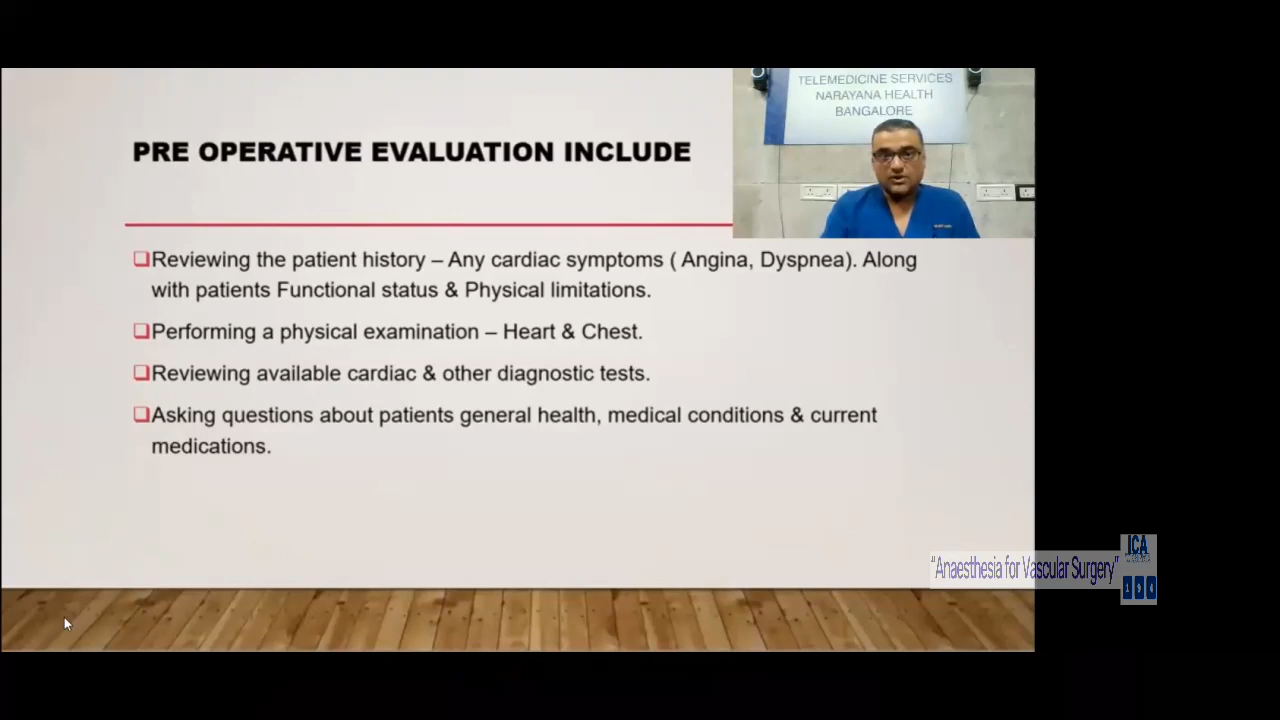 TELEMEDICINE SERVICES
NARAYANA HEALTH
BANGALORE
PRE OPERATIVE EVALUATION INCLUDE
Reviewing the patient history – Any cardiac symptoms ( Angina, Dyspnea). Along
with patients Functional status & Physical limitations.
Performing a physical examination – Heart & Chest.
Reviewing available cardiac & other diagnostic tests.
Asking questions about patients general health, medical conditions & current
medications.
"Anaesthesia for Vascular Surgery"
ICA